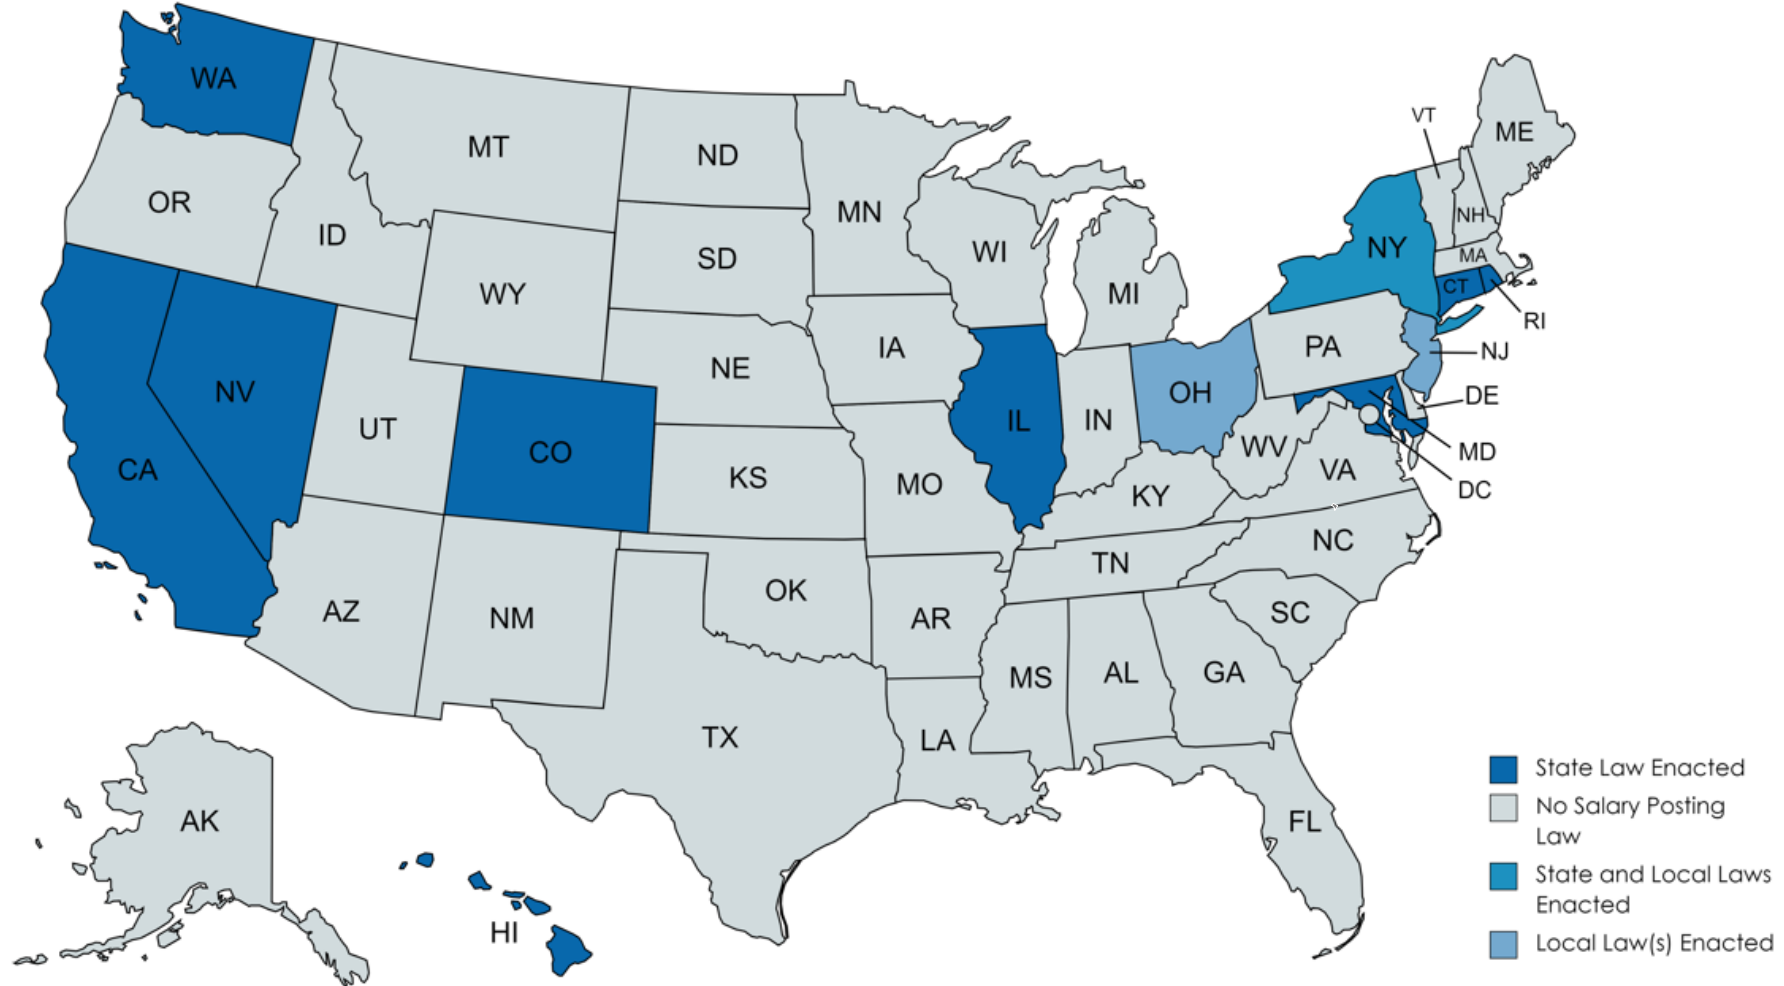 WA
MT
ND
MN
OR
ID
SD
WI
MI
VT
ME
NH
NY
MA
CT
RI
WY
IA
NE
PA
NJ
NV
UT
CO
IL
IN
OH
DE
MD
DC
CA
KS
MO
WV
VA
KY
NC
TN
AZ
NM
OK
AR
SC
MS
AL
GA
TX
LA
FL
AK
HI
State Law Enacted
No Salary Posting
Law
State and Local Laws
Enacted
Local Law(s) Enacted